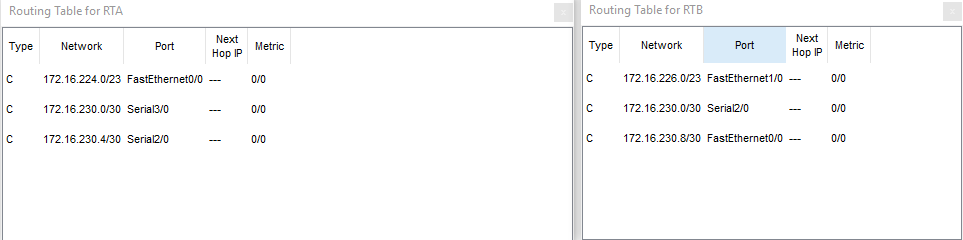 Routing Table for RTA
Type Network Port Next Hop IP Metric
C 172.16.224.0/23 FastEthernet0/0 --- 0/0
C 172.16.230.0/30 Serial3/0 --- 0/0
C 172.16.230.4/30 Serial2/0 --- 0/0
Routing Table for RTB
Type Network Port Next Hop IP Metric
C 172.16.226.0/23 FastEthernet1/0 --- 0/0
C 172.16.230.0/30 Serial2/0 --- 0/0
C 172.16.230.8/30 FastEthernet0/0 --- 0/0